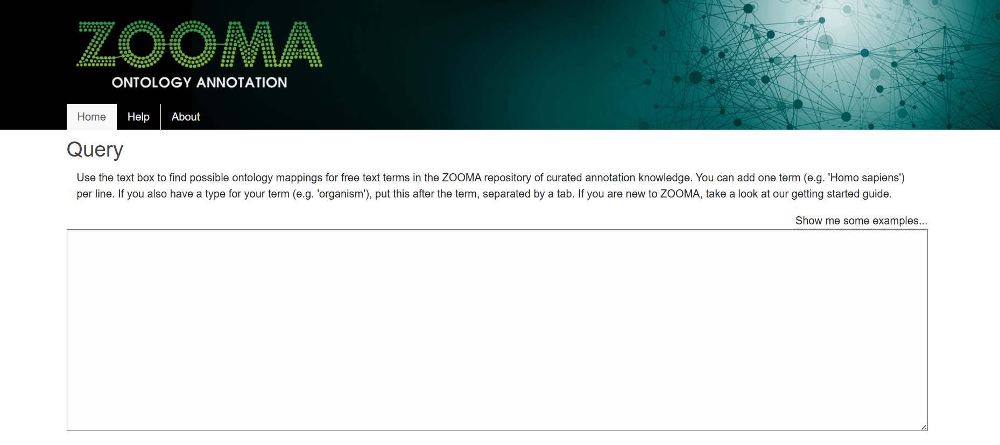 ZOOMA
ONTOLOGY ANNOTATION
Home Help About
Query
Use the text box to find possible ontology mappings for free text terms in the ZOOMA repository of curated annotation knowledge. You can add one term (e.g. 'Homo sapiens')
per line. If you also have a type for your term (e.g. 'organism'), put this after the term, separated by a tab. If you are new to ZOOMA, take a look at our getting started guide.
Show me some examples...